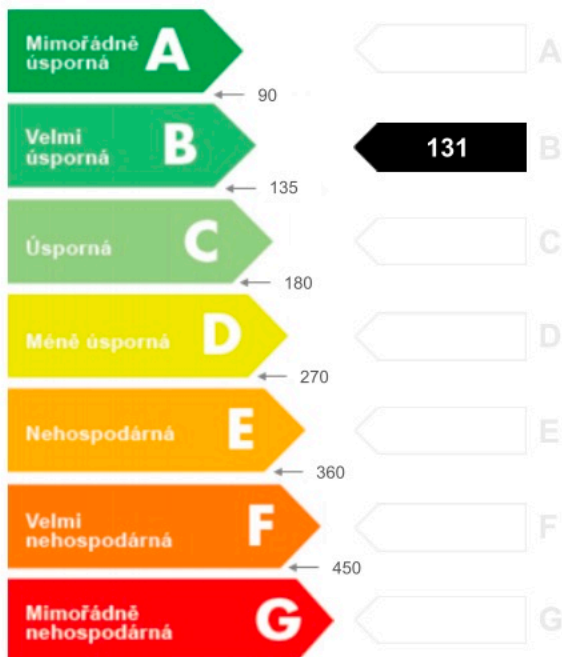 Mimořádně
úsporná
A
A
90
Velmi
úsporná
B
131
B
135
Úsporná
C
C
180
Méně úsporná
D
D
270
Nehospodárná
E
E
360
Velmi
nehospodárná
F
F
450
Mimořádně
nehospodárná
G
G